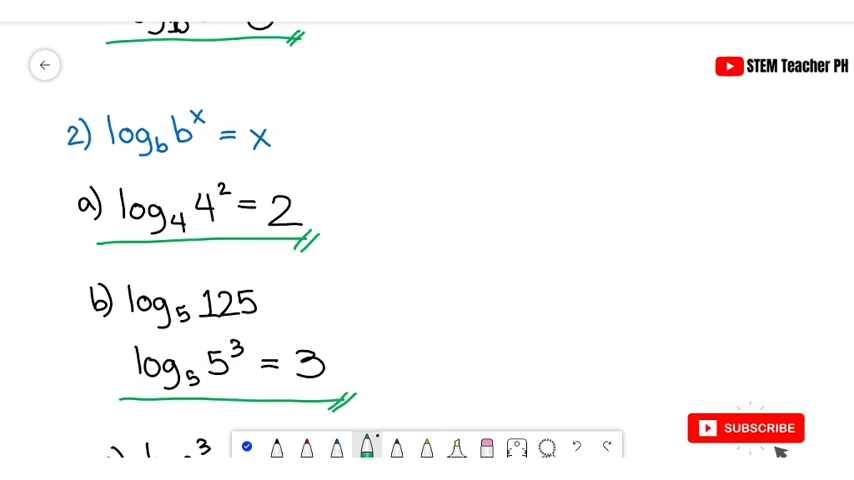 STEM Teacher PH
2) log_b b^x = x
a) log_4 4^2 = 2
b) log_5 125
log_5 5^3 = 3
SUBSCRIBE